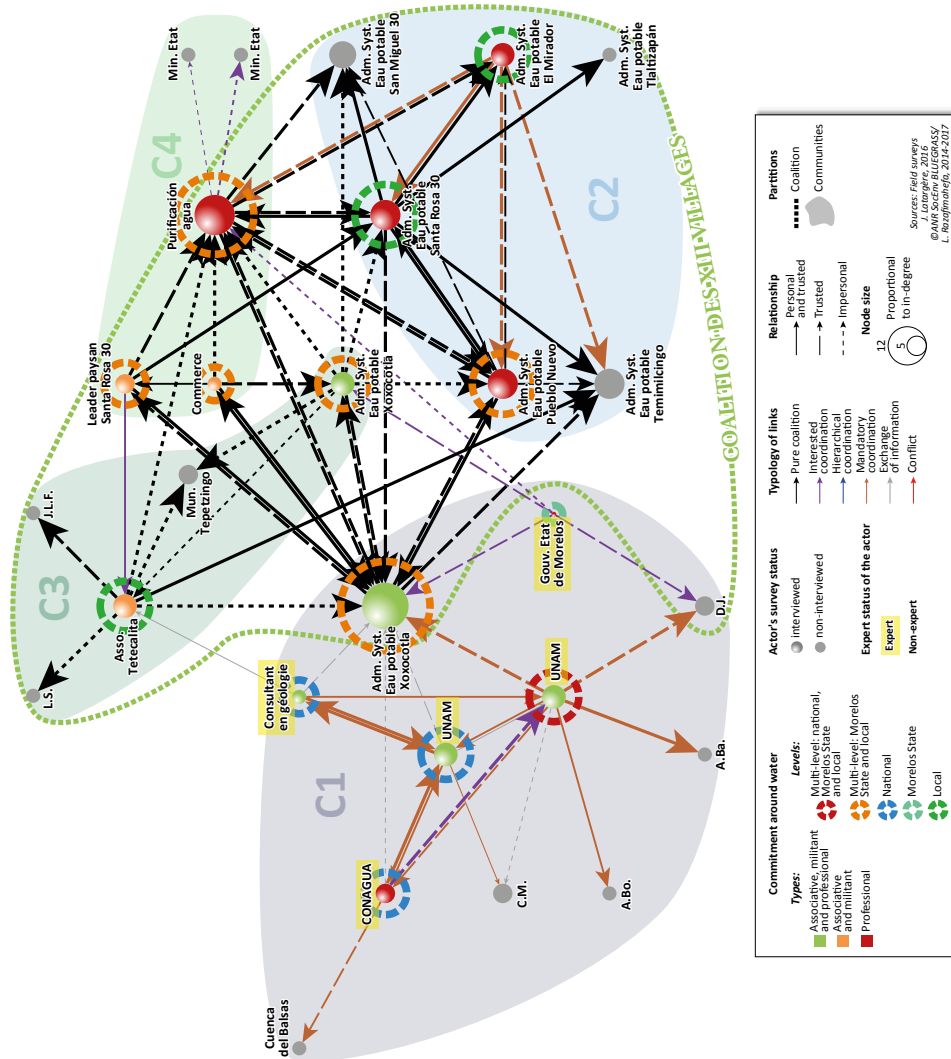 Min. Etat
Min. Etat
C4
Purificación
agua
Adm. Syst.
Eau potable
San Miguel 30
Adm. Syst.
Eau potable
El Mirador
Adm. Syst.
Eau potable
Tlaltizapán
Adm. Syst.
Eau potable
Santa Rosa 30
C2
Leader paysan
Santa Rosa 30
Commerce
Adm. Syst.
Eau potable
Xoxocotla
Adm. Syst.
Eau potable
Pueblo Nuevo
Adm. Syst.
Eau potable
Temimilcingo
COALITION DES XIII VILLAGES
J.L.F.
Mun.
Tepetzingo
C3
Asso.
Tetecalita
L.S.
Adm. Syst.
Eau potable
Xoxocotla
Gouv. Etat
de Morelos
D.J.
Consultant
en géologie
UNAM
UNAM
C1
A.Ba.
CONAGUA
C.M.
A.Bo.
Cuenca
del Balsas
Commitment around water
Types:
Associative, militant
and professional
Associative
and militant
Professional
Levels:
Multi-level: national,
Morelos State
and local
Multi-level: Morelos
State and local
National
Morelos State
Local
Actor's survey status
interviewed
non-interviewed
Expert status of the actor
Expert
Non-expert
Typology of links
Pure coalition
Interested
coordination
Hierarchical
coordination
Mandatory
coordination
Exchange
of information
Conflict
Relationship
Personal
and trusted
Trusted
Impersonal
Node size
12
5
Proportional
to in-degree
Partitions
Coalition
Communities
Sources: Field surveys
J. Latargère, 2016
©ANR SocEnv BLUEGRASS/
L. Razafimahefa, 2014-2017